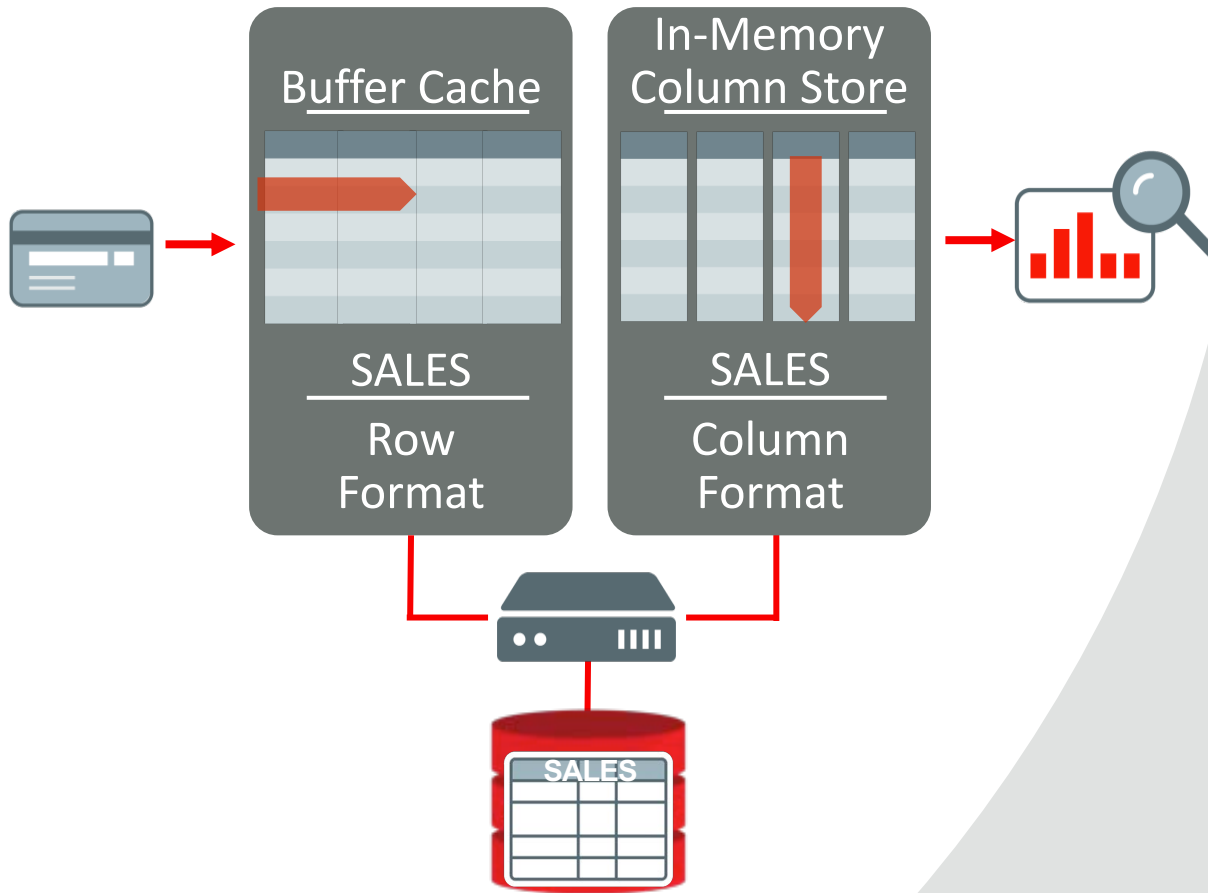 Buffer Cache
SALES
Row
Format
In-Memory
Column Store
SALES
Column
Format
SALES